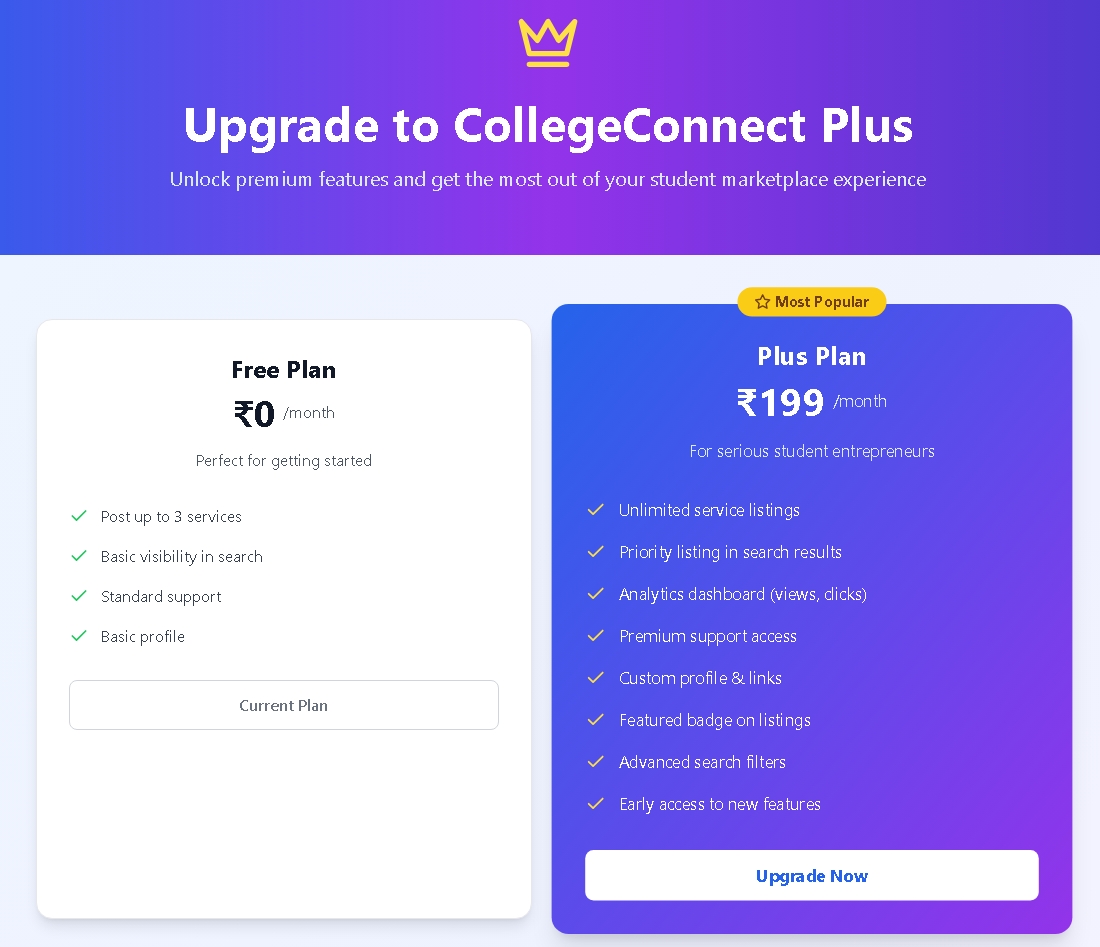 Upgrade to CollegeConnect Plus
Unlock premium features and get the most out of your student marketplace experience
Free Plan
₹0 /month
Perfect for getting started
Post up to 3 services
Basic visibility in search
Standard support
Basic profile
Current Plan
Most Popular
Plus Plan
₹199 /month
For serious student entrepreneurs
Unlimited service listings
Priority listing in search results
Analytics dashboard (views, clicks)
Premium support access
Custom profile & links
Featured badge on listings
Advanced search filters
Early access to new features
Upgrade Now